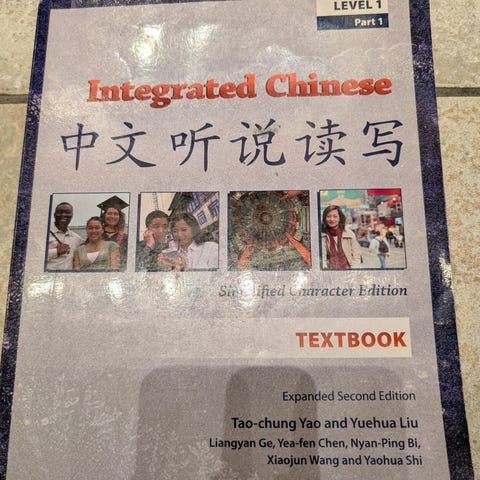 LEVEL 1
Part 1
Integrated Chinese
中文听说读写
Simplified Character Edition
TEXTBOOK
Expanded Second Edition
Tao-chung Yao and Yuehua Liu
Liangyan Ge, Yea-fen Chen, Nyan-Ping Bi,
Xiaojun Wang and Yaohua Shi